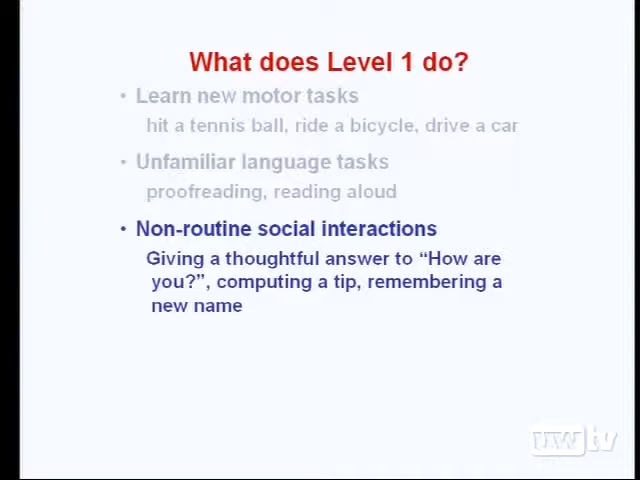 What does Level 1 do?
• Learn new motor tasks
hit a tennis ball, ride a bicycle, drive a car
• Unfamiliar language tasks
proofreading, reading aloud
• Non-routine social interactions
Giving a thoughtful answer to “How are
you?”, computing a tip, remembering a
new name
uwtv